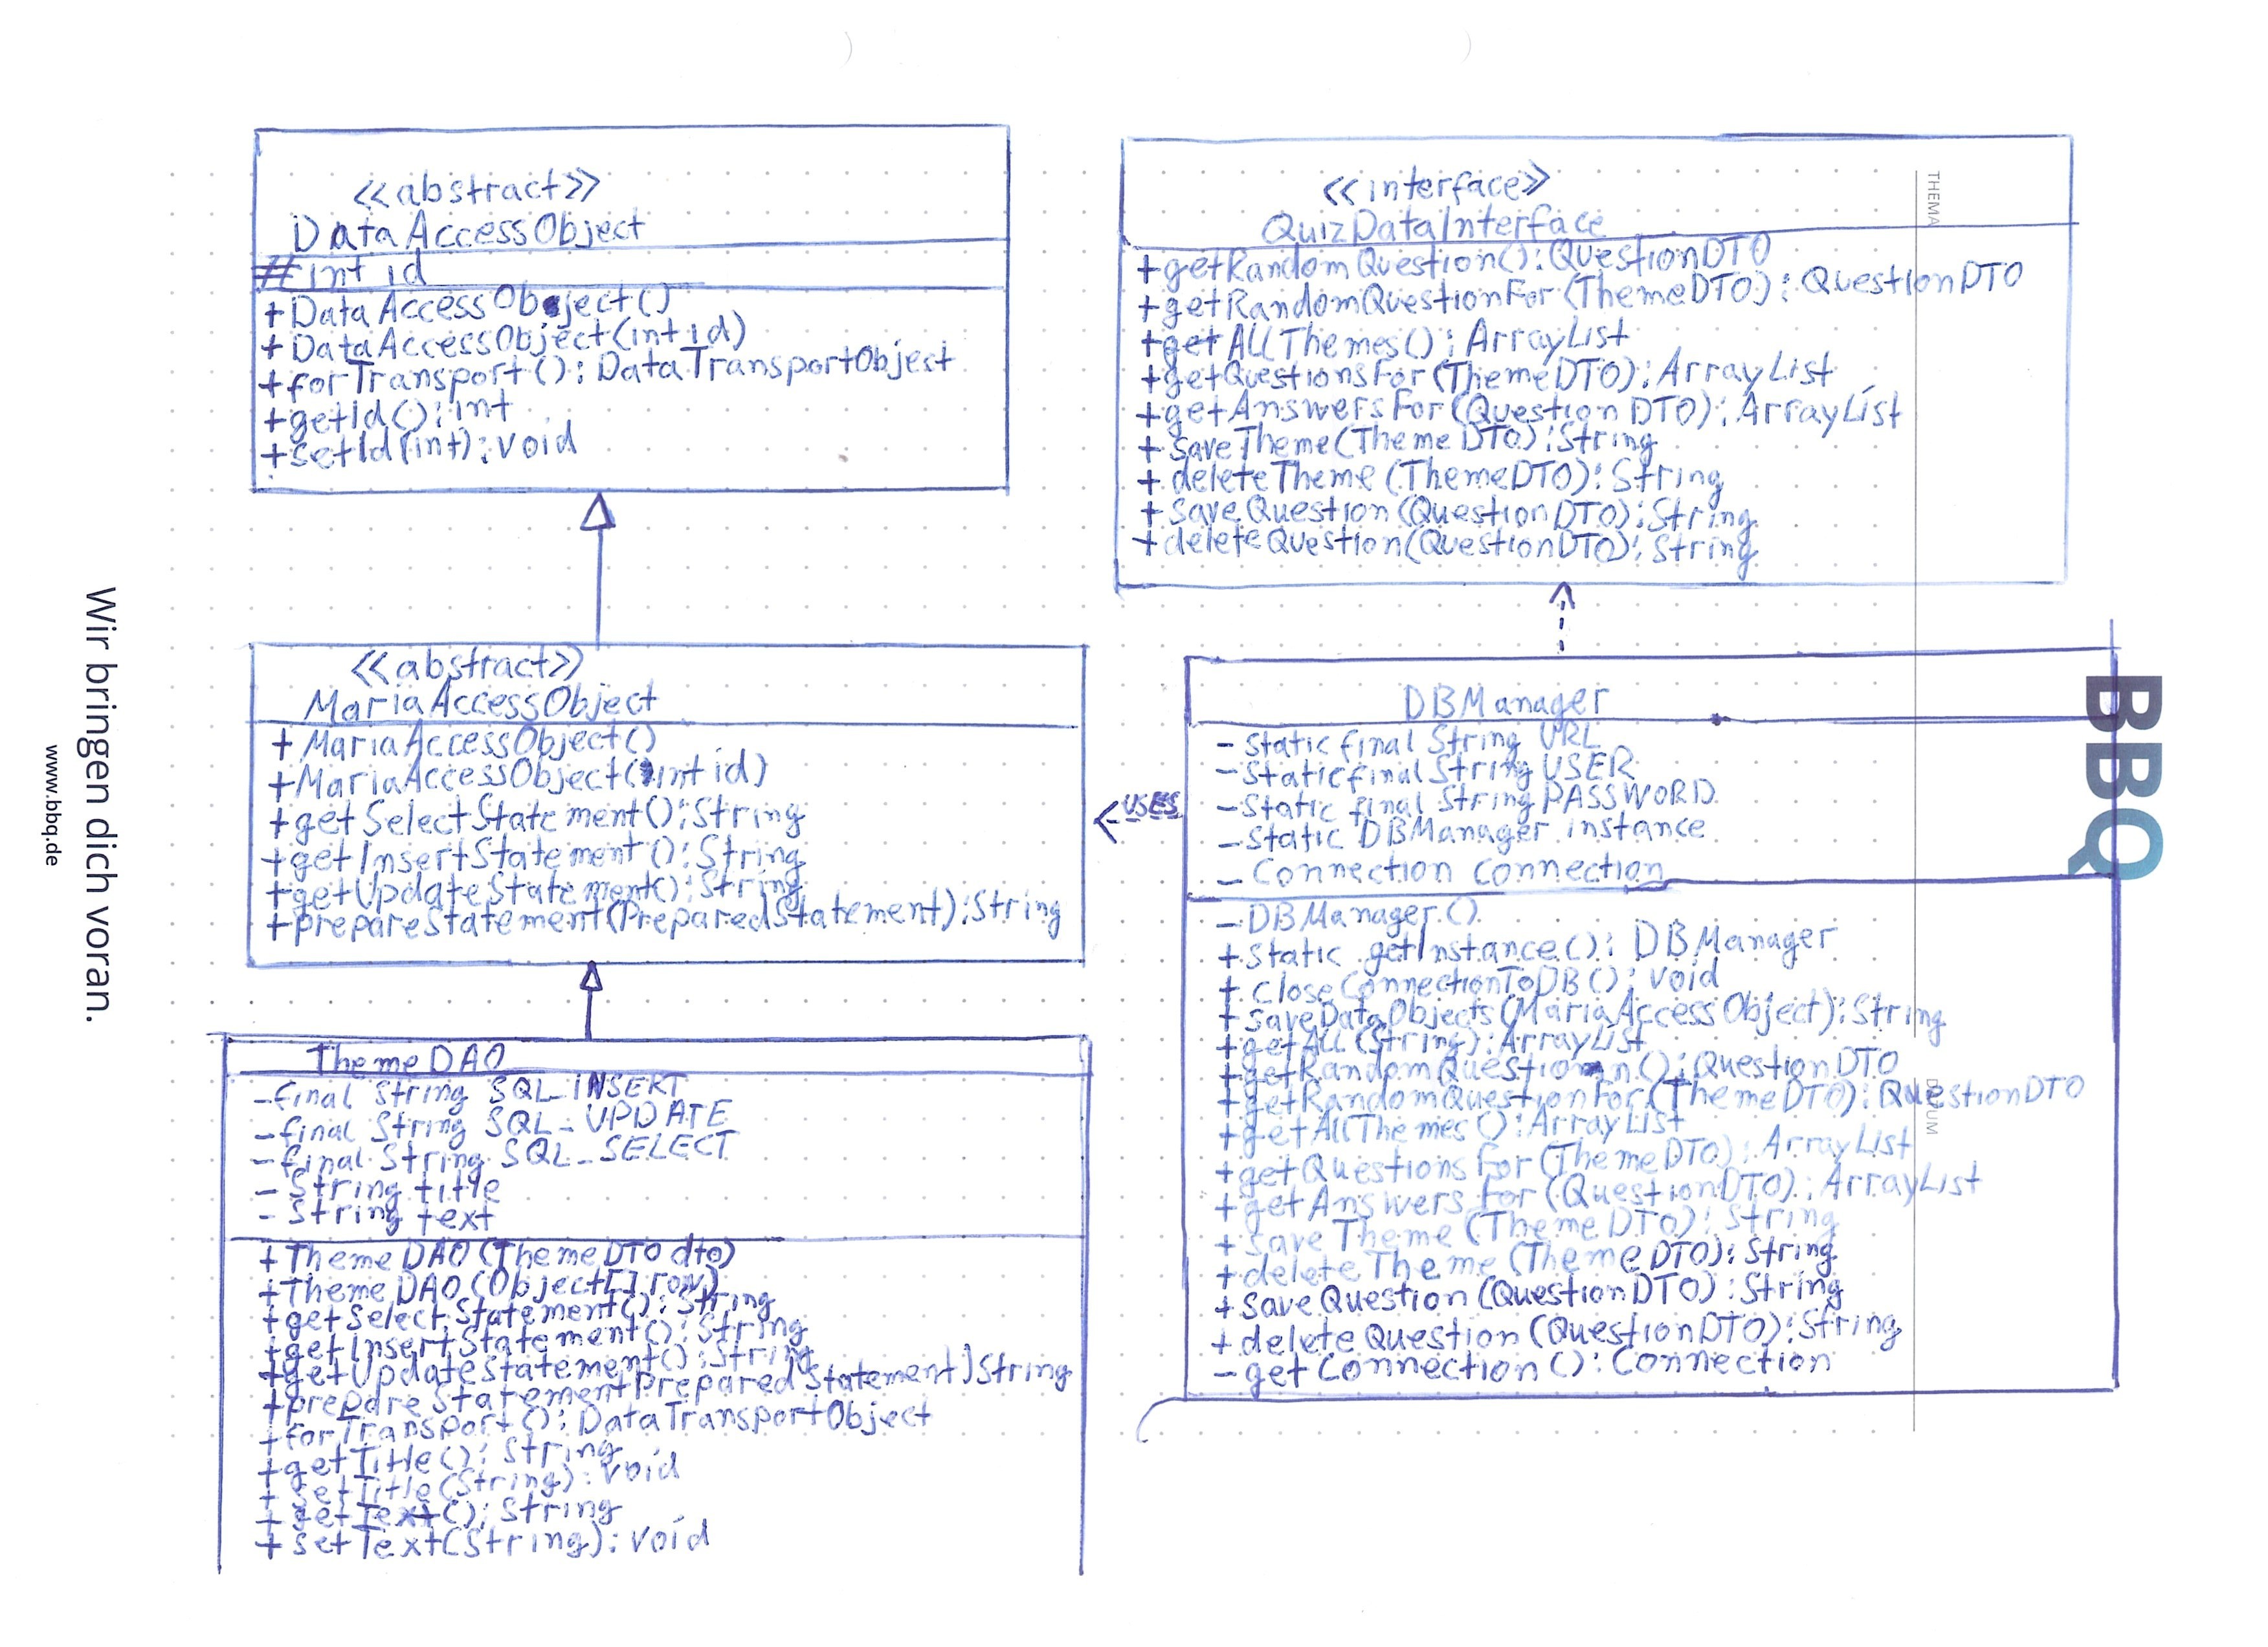 <<abstract>>
DataAccessObject
# int id
+DataAccessObject()
+DataAccessObject(int id)
+forTransport():DataTransportObject
+getId():int
+setId(int):void
<<interface>>
QuizDataInterface
+getRandomQuestion():QuestionDTO
+getRandomQuestionFor(ThemeDTO):QuestionDTO
+getAllThemes():ArrayList
+getQuestionsFor(ThemeDTO):ArrayList
+getAnswersFor(QuestionDTO):ArrayList
+saveTheme(ThemeDTO):String
+deleteTheme(ThemeDTO):String
+saveQuestion(QuestionDTO):String
+deleteQuestion(QuestionDTO):String
THEMA
<<abstract>>
MariaAccessObject
+MariaAccessObject()
+MariaAccessObject(int id)
+getSelectStatement():String
+getInsertStatement():String
+getUpdateStatement():String
+prepareStatement(PreparedStatement):String
USES
DBManager
-static final String URL
-static final String USER
-static final String PASSWORD
-static DBManager instance
- Connection connection
-DBManager()
+static getInstance():DBManager
+closeConnectionToDB():void
+saveDataObjects(MariaAccessObject):String
+getAll(String):ArrayList
+getRandomQuestion():QuestionDTO
+getRandomQuestionFor(ThemeDTO):QuestionDTO
+getAllThemes():ArrayList
+getQuestionsFor(ThemeDTO):ArrayList
+getAnswersFor(QuestionDTO):ArrayList
+saveTheme(ThemeDTO):String
+deleteTheme(ThemeDTO):String
+saveQuestion(QuestionDTO):String
+deleteQuestion(QuestionDTO):String
-getConnection():Connection
ThemeDAO
-final String SQL_INSERT
-final String SQL_UPDATE
-final String SQL_SELECT
- String title
- String text
+ThemeDAO(ThemeDTO dto)
+ThemeDAO(Object[] row)
+getSelectStatement():String
+getInsertStatement():String
+getUpdateStatement():String
+prepareStatement(PreparedStatement)String
+forTransport():DataTransportObject
+getTitle():String
+setTitle(String):void
+getText():String
+setText(String):void
BBQ
Wir bringen dich voran.
www.bbq.de